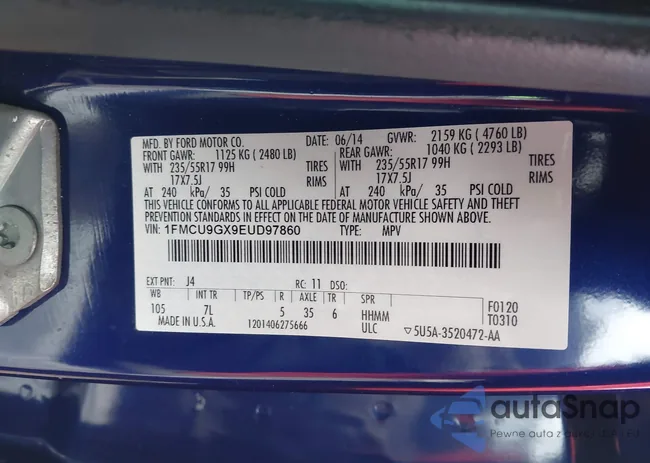 MFD. BY FORD MOTOR CO. DATE: 06/14 GVWR: 2159 KG ( 4760 LB)
FRONT GAWR: 1125 KG ( 2480 LB) REAR GAWR: 1040 KG ( 2293 LB)
WITH 235/55R17 99H TIRES WITH 235/55R17 99H TIRES
17X7.5J RIMS 17X7.5J RIMS
AT 240 kPa/ 35 PSI COLD AT 240 kPa/ 35 PSI COLD
THIS VEHICLE CONFORMS TO ALL APPLICABLE FEDERAL MOTOR VEHICLE SAFETY AND THEFT
PREVENTION STANDARDS IN EFFECT ON THE DATE OF MANUFACTURE SHOWN ABOVE.
VIN: 1FMCU9GX9EUD97860 TYPE: MPV
EXT PNT: J4 RC: 11 DSO:
WB INT TR TP/PS R AXLE TR SPR F0120
105 7L 5 35 6 HHMM T0310
MADE IN U.S.A. 1201406275666 ULC 5U5A-3520472-AA
autaSnap
Pewne auta z